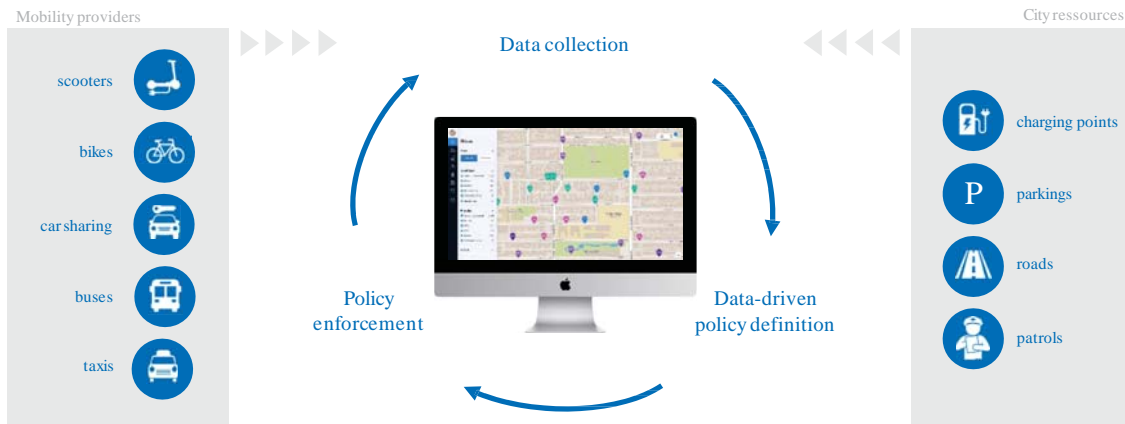 Mobility providers
City ressources
Data collection
scooters
bikes
car sharing
buses
taxis
charging points
P
parkings
roads
patrols
Policy
enforcement
Data-driven
policy definition